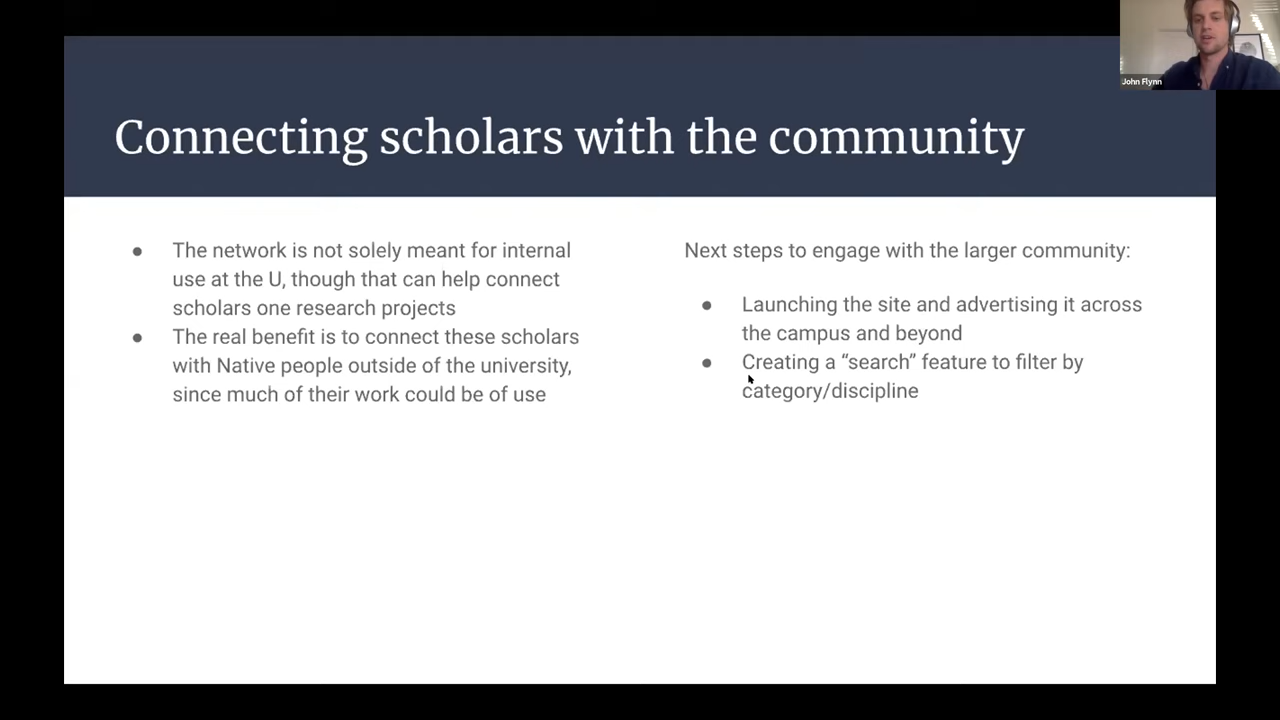 Connecting scholars with the community
● The network is not solely meant for internal
use at the U, though that can help connect
scholars one research projects
● The real benefit is to connect these scholars
with Native people outside of the university,
since much of their work could be of use
Next steps to engage with the larger community:
● Launching the site and advertising it across
the campus and beyond
● Creating a “search” feature to filter by
category/discipline
John Flynn